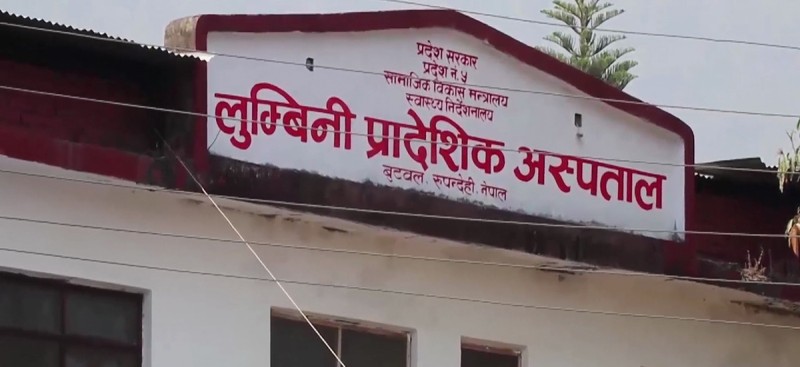 प्रदेश सरकार
प्रदेश नं. ५
सामाजिक विकास मन्त्रालय
स्वास्थ्य निर्देशनालय
लुम्बिनी प्रादेशिक अस्पताल
बुटवल, रुपन्देही, नेपाल